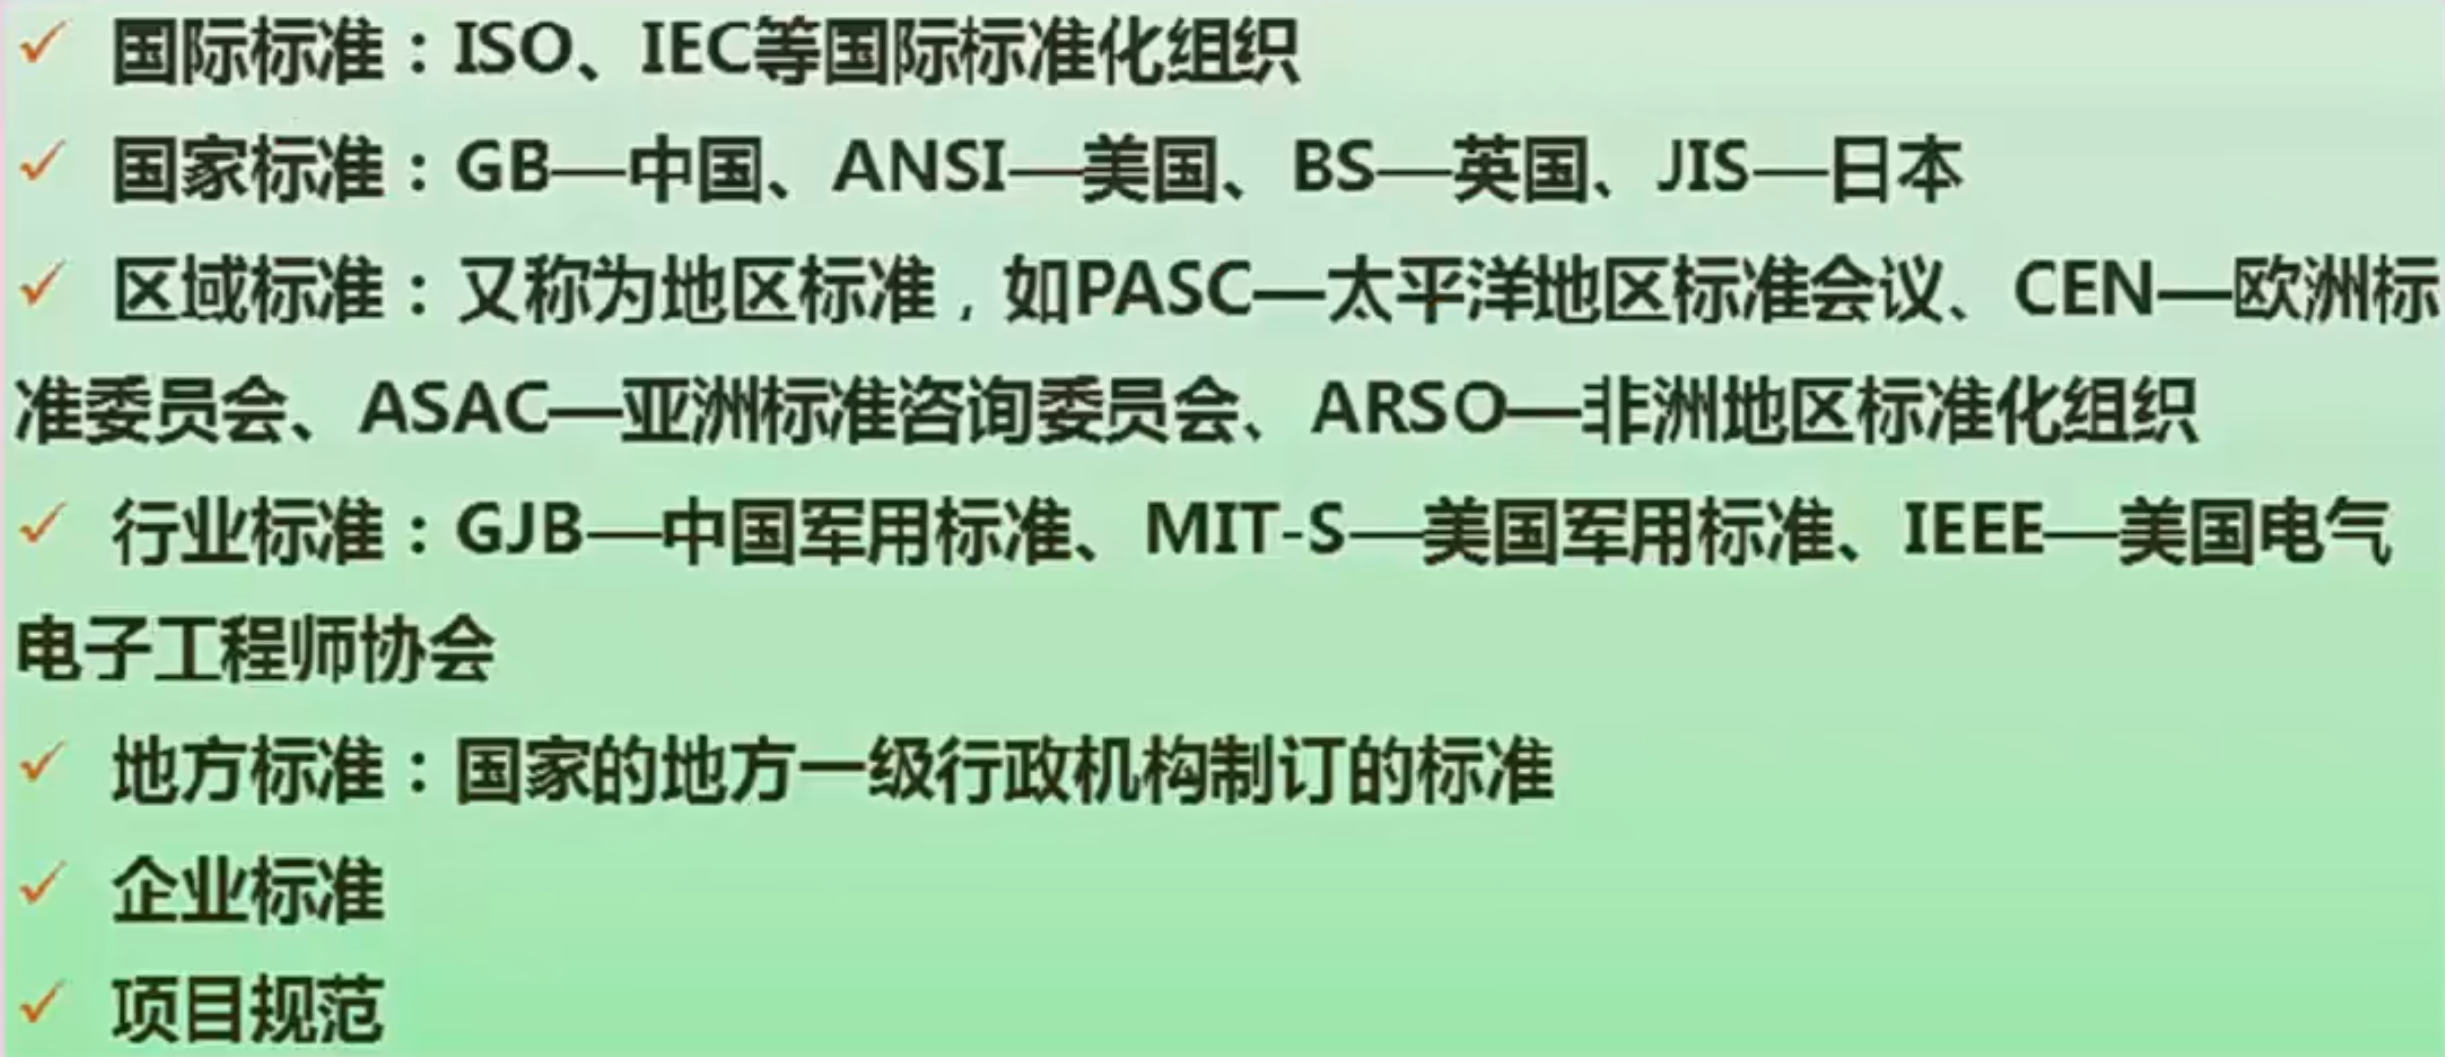 ✓ 国际标准：ISO、IEC等国际标准化组织
✓ 国家标准：GB—中国、ANSI—美国、BS—英国、JIS—日本
✓ 区域标准：又称为地区标准，如PASC—太平洋地区标准会议、CEN—欧洲标
准委员会、ASAC—亚洲标准咨询委员会、ARSO—非洲地区标准化组织
✓ 行业标准：GJB—中国军用标准、MIT-S—美国军用标准、IEEE—美国电气
电子工程师协会
✓ 地方标准：国家的地方一级行政机构制订的标准
✓ 企业标准
✓ 项目规范